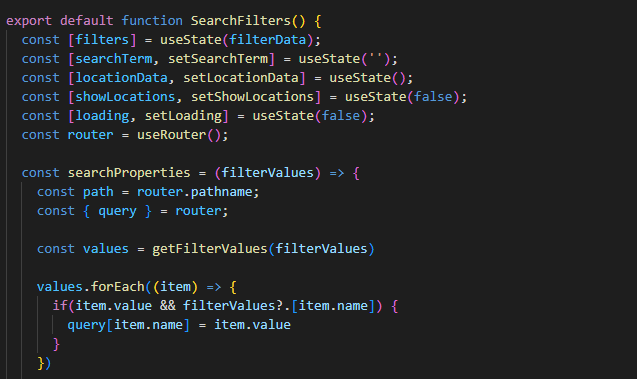 export default function SearchFilters() {
  const [filters] = useState(filterData);
  const [searchTerm, setSearchTerm] = useState('');
  const [locationData, setLocationData] = useState();
  const [showLocations, setShowLocations] = useState(false);
  const [loading, setLoading] = useState(false);
  const router = useRouter();

  const searchProperties = (filterValues) => {
    const path = router.pathname;
    const { query } = router;

    const values = getFilterValues(filterValues)

    values.forEach((item) => {
      if(item.value && filterValues?.[item.name]) {
        query[item.name] = item.value
      }
    })